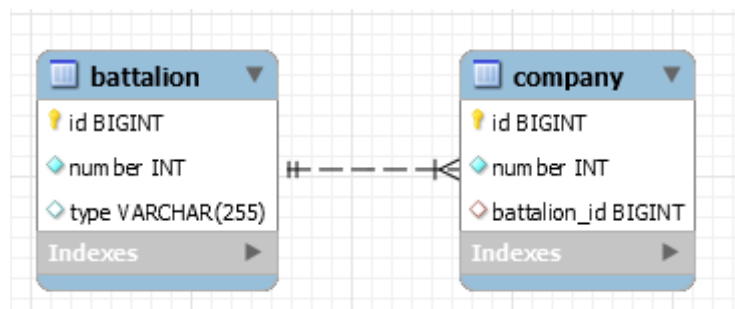 battalion
id BIGINT
number INT
type VARCHAR(255)
Indexes
company
id BIGINT
number INT
battalion_id BIGINT
Indexes